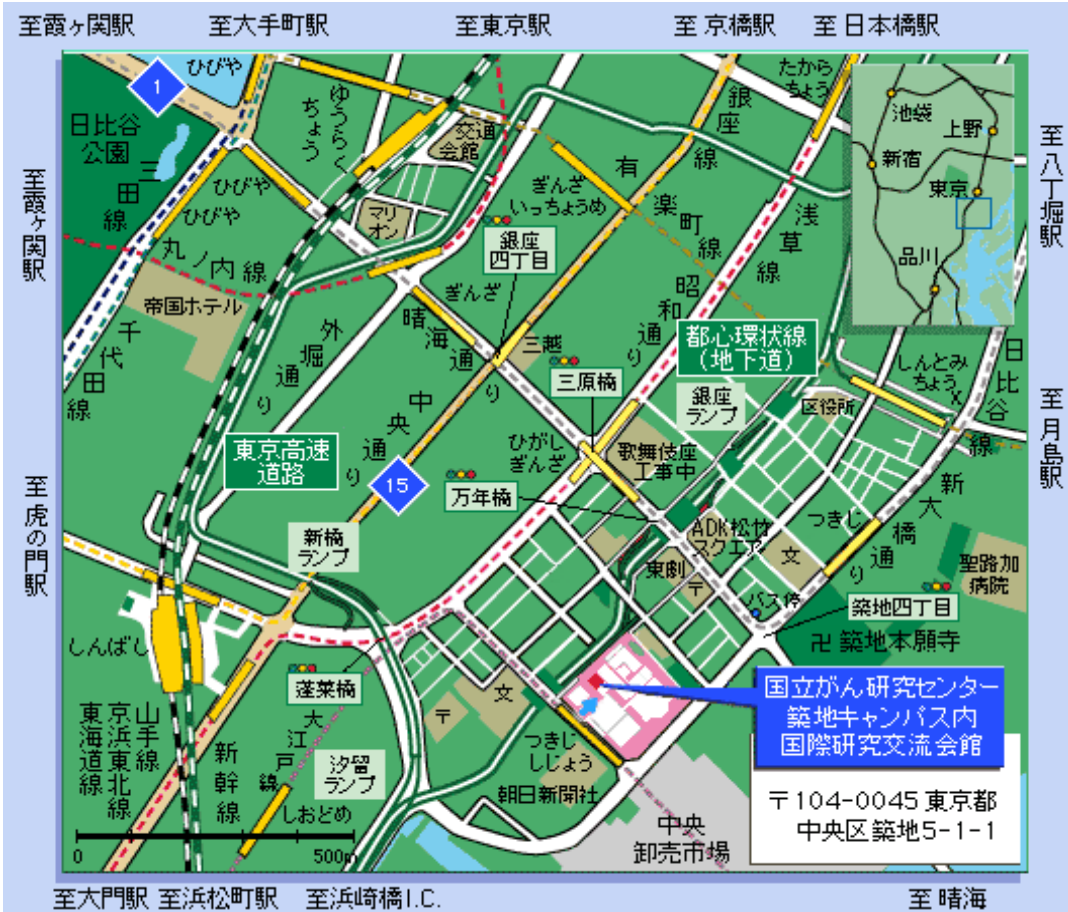 至霞ヶ関駅
至大手町駅
至東京駅
至 京橋駅
至 日本橋駅
ひびや
1
日比谷
公園
三田線
ゆうらく
ちょう
交通
会館
銀座線
たから
ちょう
池袋
上野
新宿
東京
品川
至八丁堀駅
至霞ヶ関駅
ひびや
ひびや
マリ
オン
ぎんざ
いっちょうめ
有楽町線
浅草線
丸ノ内線
銀座
四丁目
帝国ホテル
ぎんざ
昭和通り
千代田線
外堀通り
晴海通り
三越
都心環状線
(地下道)
三原橋
銀座
ランプ
しんとみ
ちょう
日比谷線
区役所
至月島駅
中央通り
ひがし
ぎんざ
歌舞伎座
工事中
東京高速
道路
15
万年橋
新大橋通り
至虎の門駅
新橋
ランプ
ADK松竹
スクエア
つきじ
文
東劇
〒
聖路加
病院
バス停
築地四丁目
しんばし
卍 築地本願寺
蓬莱橋
文
〒
国立がん研究センター
築地キャンパス内
国際研究交流会館
山手線
京浜東北線
東海道線
新幹線
大江戸線
汐留
ランプ
つきじ
しじょう
しおどめ
朝日新聞社
中央
卸売市場
〒104-0045 東京都
中央区築地5-1-1
0
500m
至大門駅
至浜松町駅
至浜崎橋I.C.
至 晴海